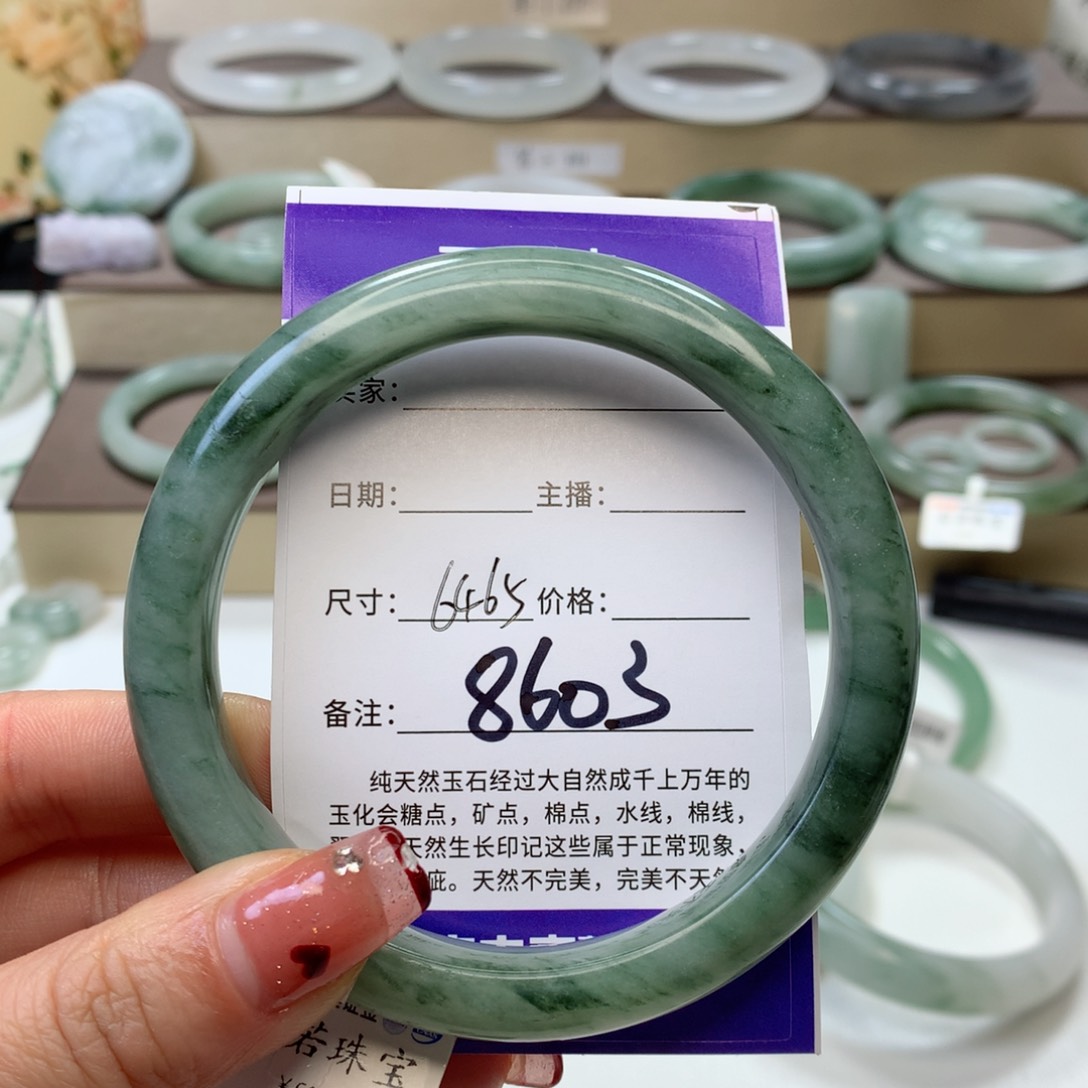 家：
日期： 主播：
尺寸： 6465 价格：
备注： 8603
纯天然玉石经过大自然成千上万年的
玉化会糖点，矿点，棉点，水线，棉线，
天然生长印记这些属于正常现象、
疵。天然不完美，完美不天
若珠宝